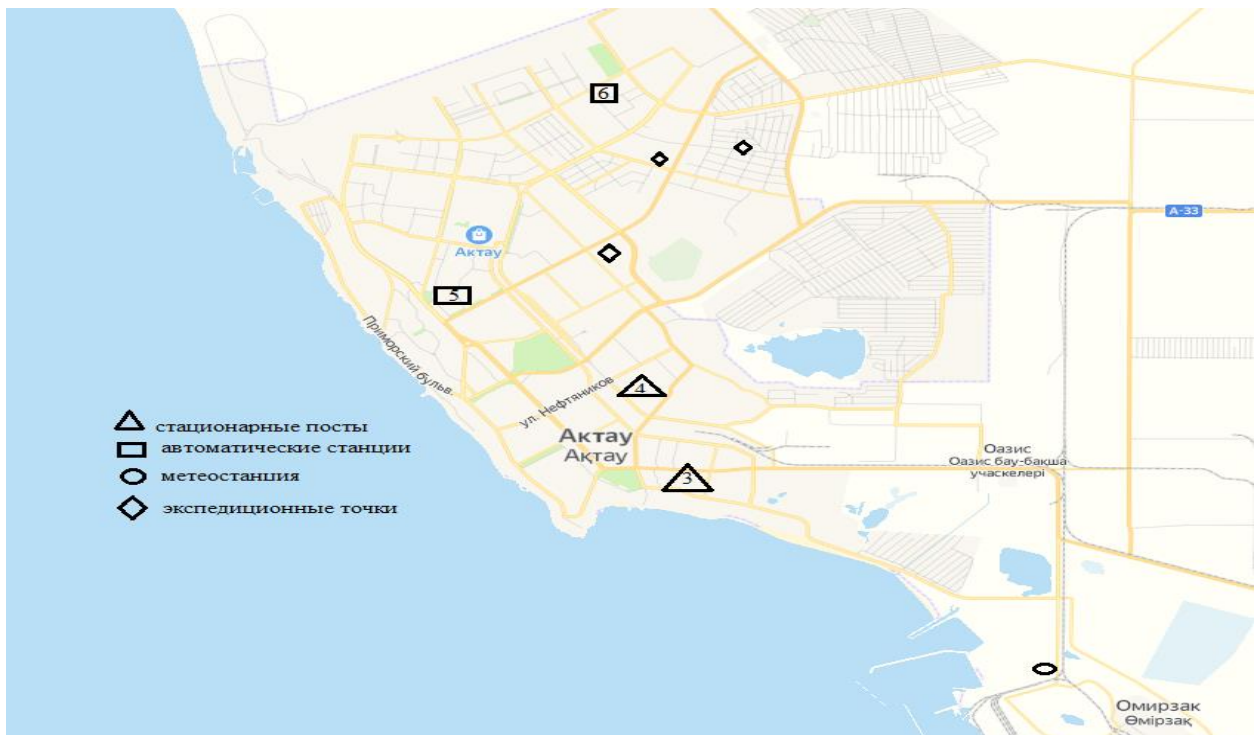 6
А-33
Актау
5
Приморский бульв.
ул. Нефтяников
4
стационарные посты
автоматические станции
метеостанция
экспедиционные точки
Актау
Ақтау
3
Оазис
Оазис бау-бақша
учаскелері
Омирзак
Өмірзақ